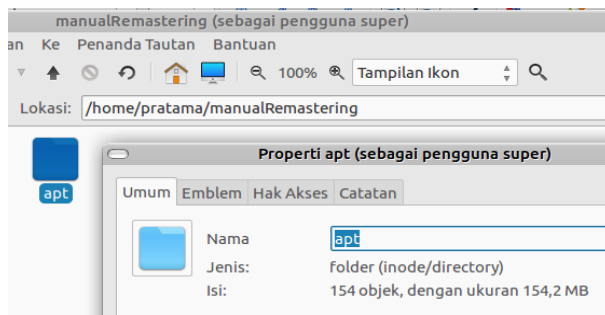 manualRemastering (sebagai pengguna super)
an Ke Penanda Tautan Bantuan
100% Tampilan Ikon
Lokasi: /home/pratama/manualRemastering
apt
Properti apt (sebagai pengguna super)
Umum Emblem Hak Akses Catatan
Nama apt
Jenis: folder (inode/directory)
Isi: 154 objek, dengan ukuran 154,2 MB